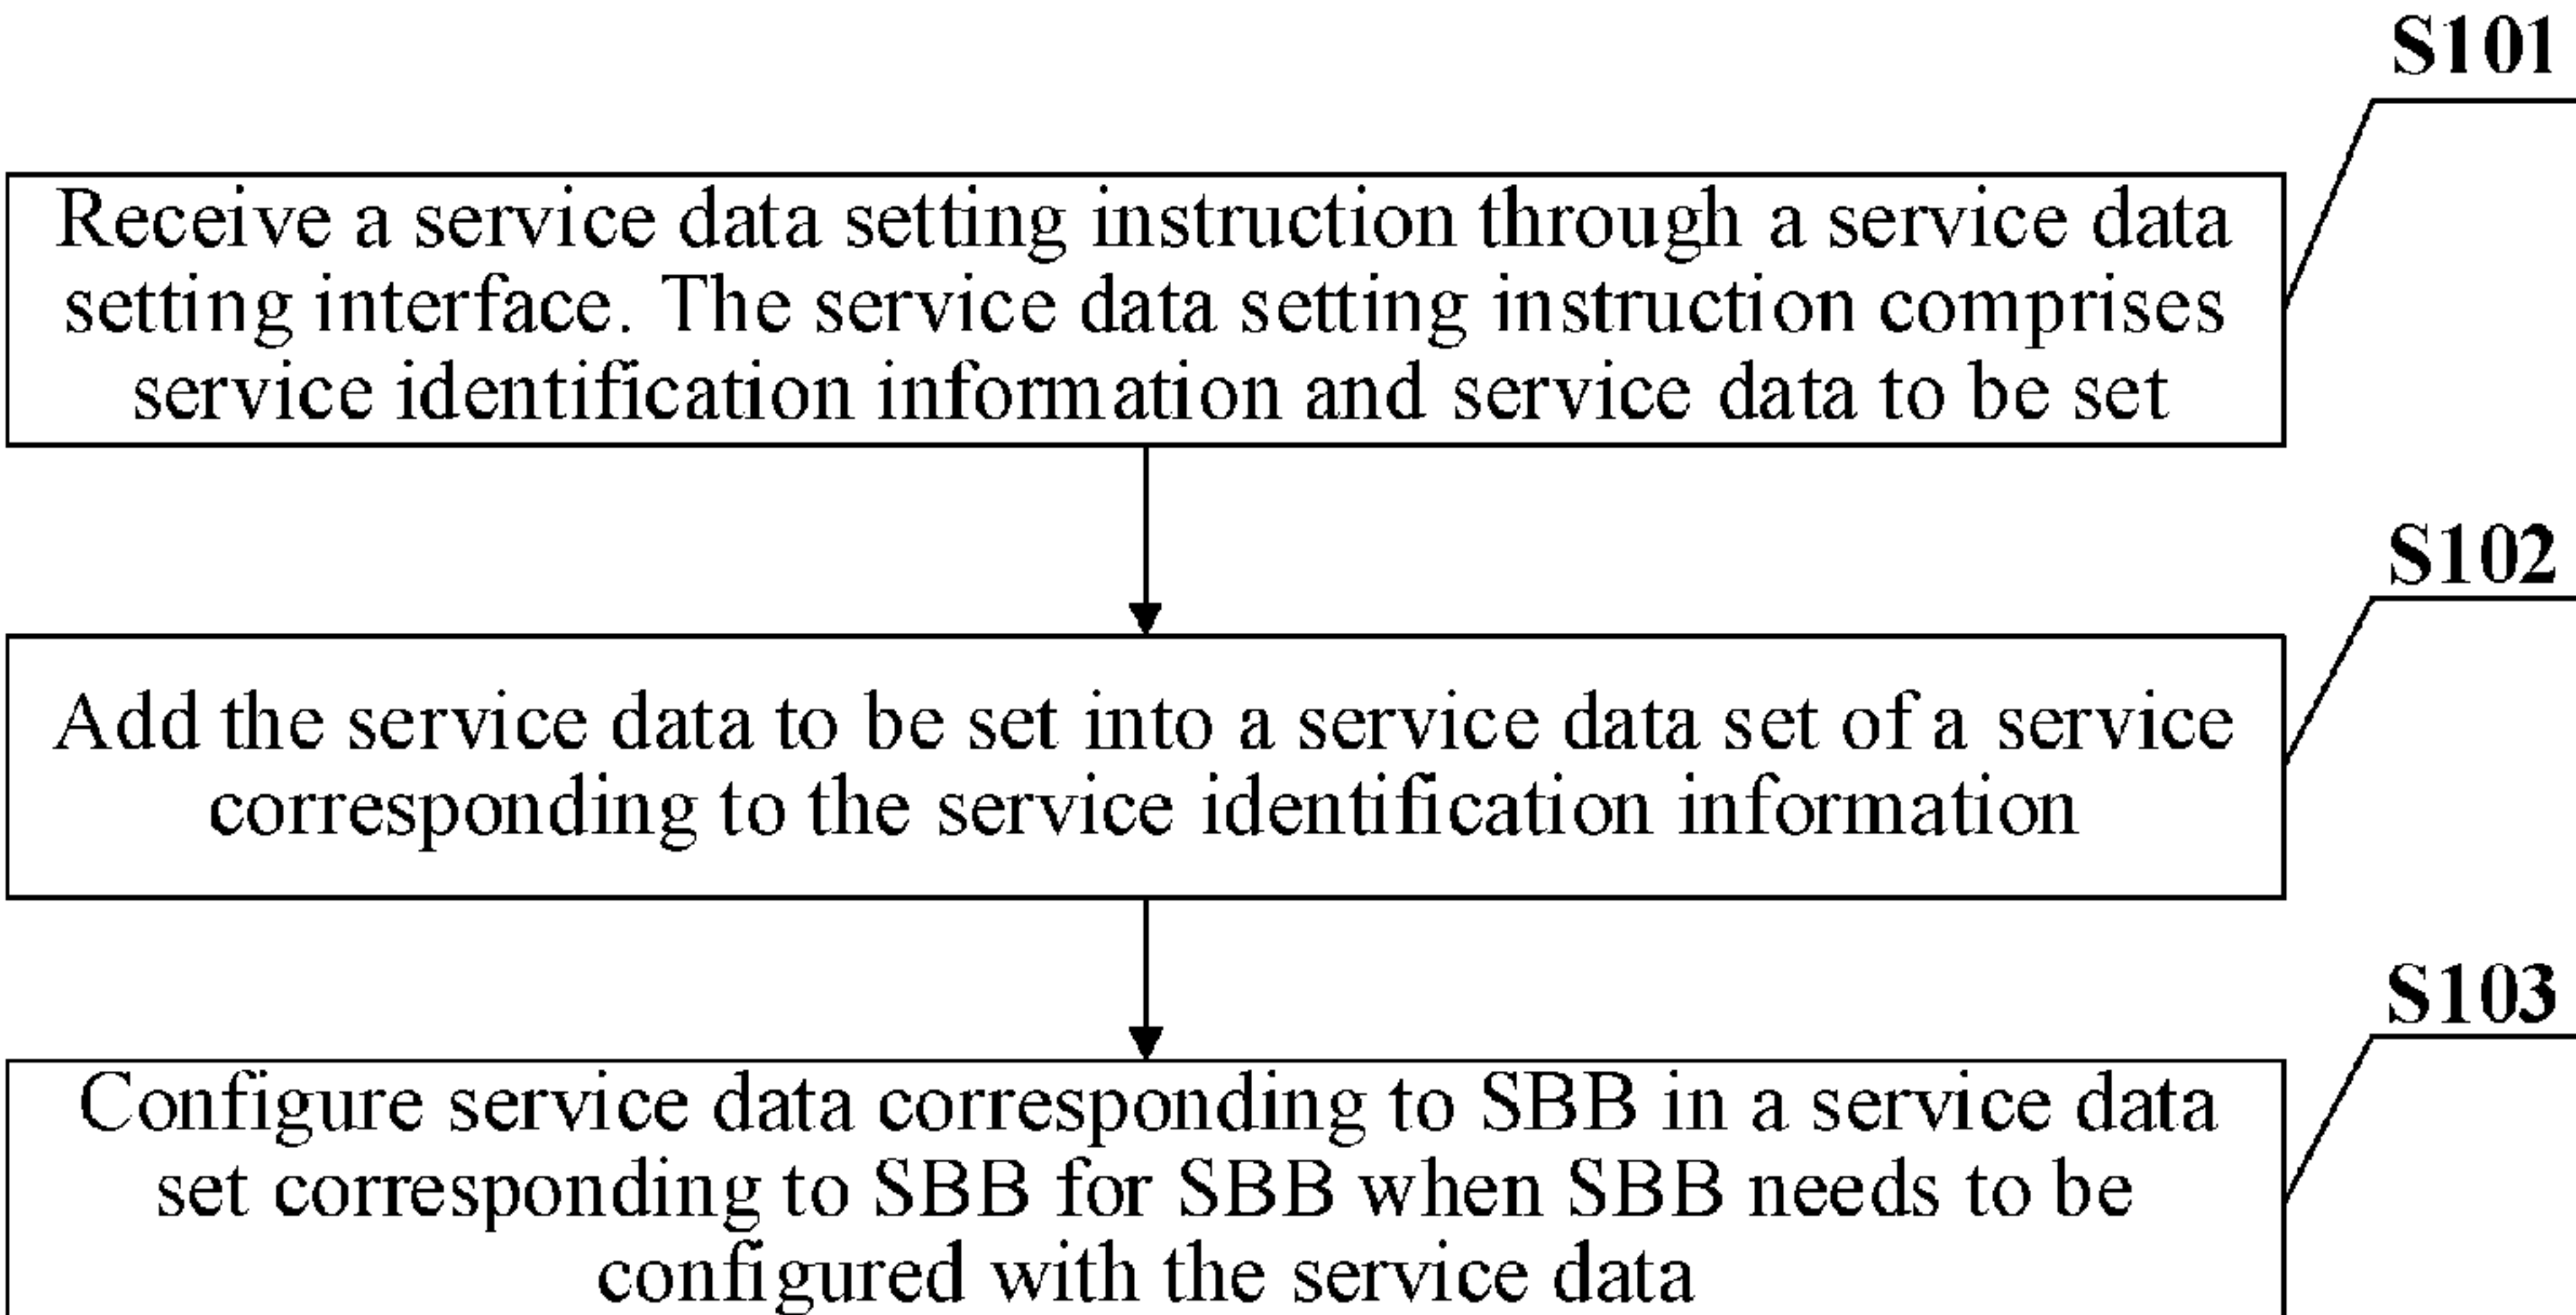 S101
Receive a service data setting instruction through a service data
setting interface. The service data setting instruction comprises
service identification information and service data to be set
S102
Add the service data to be set into a service data set of a service
corresponding to the service identification information
S103
Configure service data corresponding to SBB in a service data
set corresponding to SBB for SBB when SBB needs to be
configured with the service data